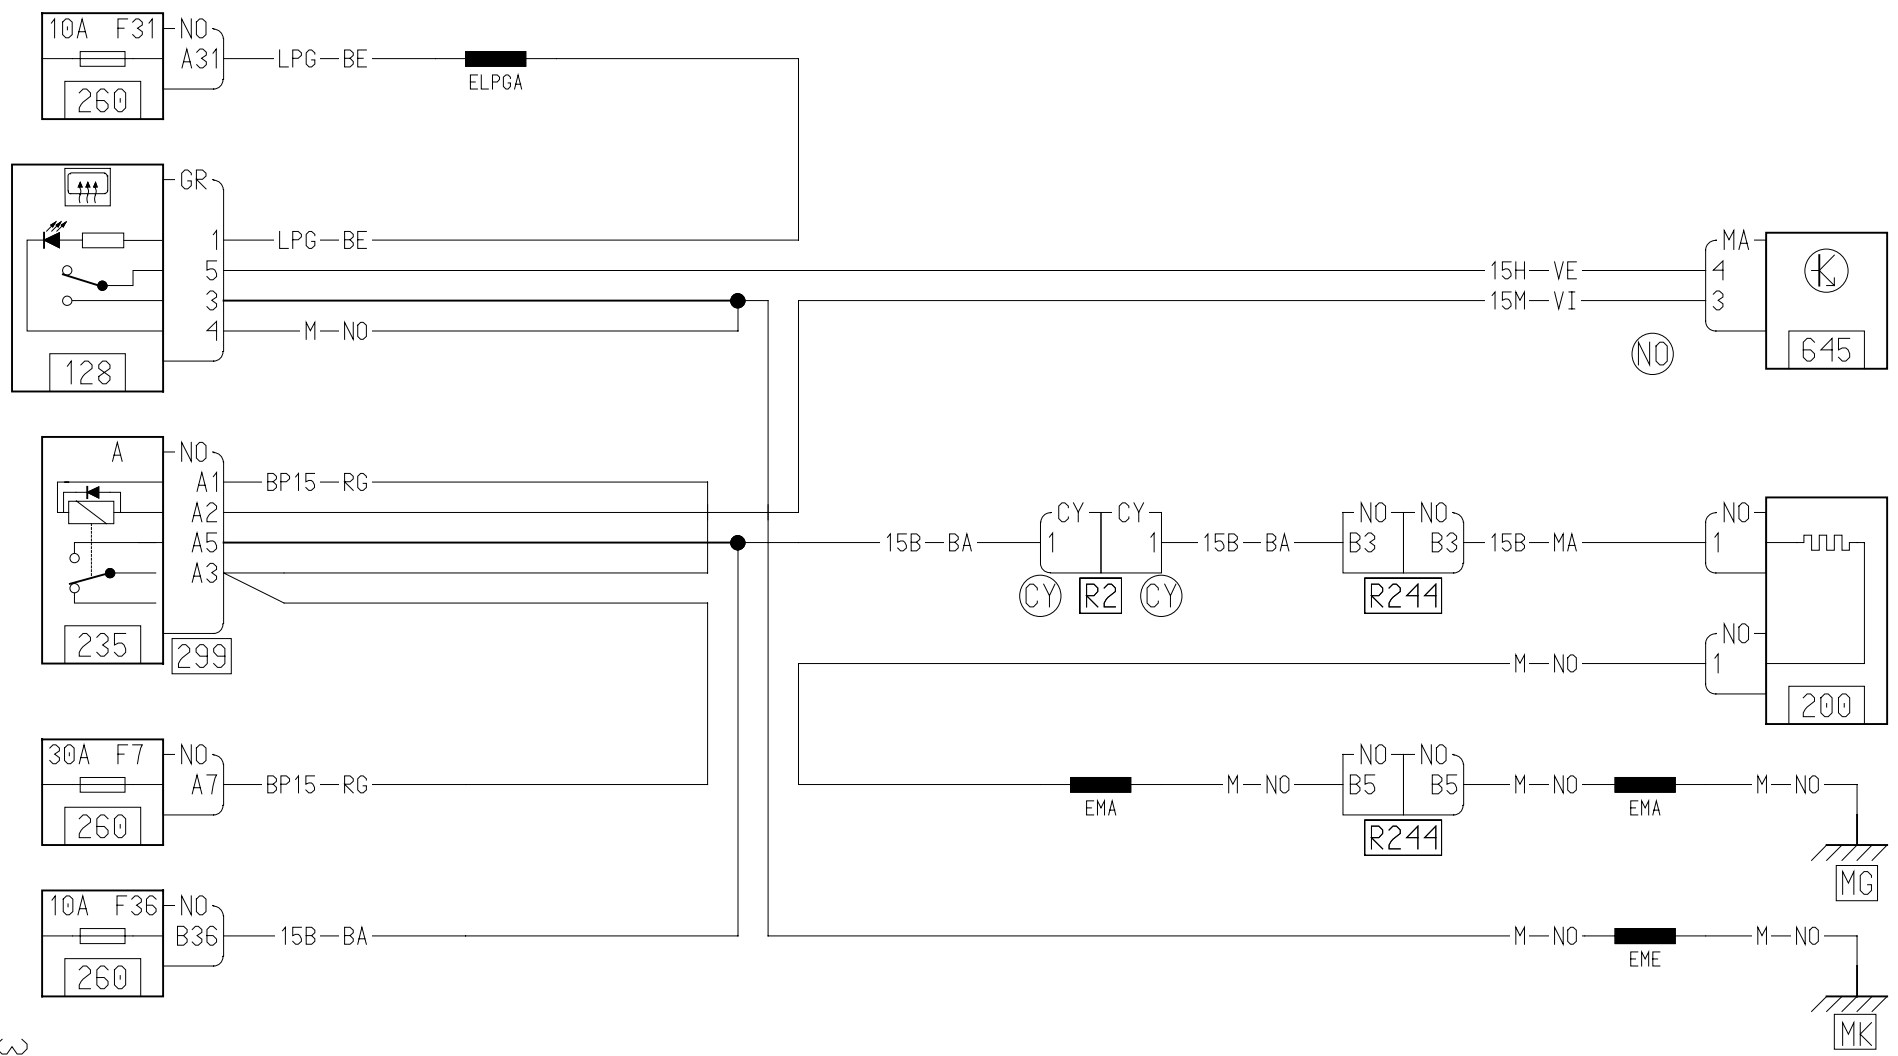 10A F31 NO
A31 LPG BE
ELPGA
260
GR
1 LPG BE
5 15H VE 4 MA
3 15M VI 3
4 M NO
128
NO
645
A NO
A1 BP15 RG
A2
CY CY NO NO NO
A5 15B BA 1 1 15B BA B3 B3 15B MA 1
A3
CY R2 CY R244
235
299
NO
M NO 1
200
30A F7 NO
A7 BP15 RG
260
NO NO
EMA M NO B5 B5 M NO EMA M NO
R244
MG
10A F36 NO
B36 15B BA
260
M NO EME M NO
MK
3